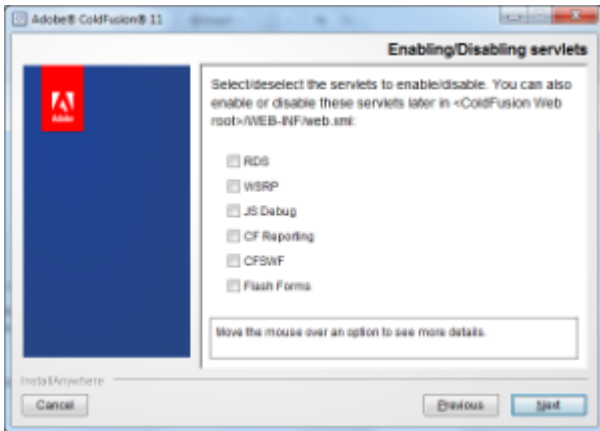 Adobe® ColdFusion® 11
Enabling/Disabling servlets
Adobe
Select/deselect the servlets to enable/disable. You can also
enable or disable these servlets later in <ColdFusion Web
root>/WEB-INF/web.xml:
RDS
WSRP
JS Debug
CF Reporting
CFSWF
Flash Forms
Move the mouse over an option to see more details.
InstallAnywhere
Cancel
Previous
Next